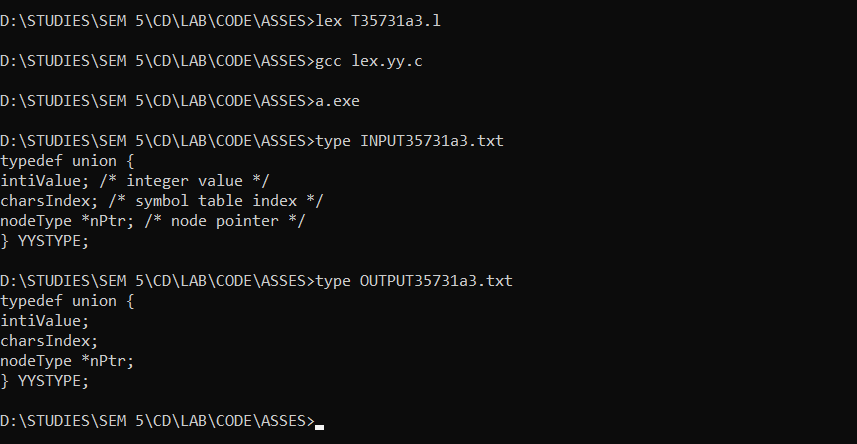 D:\STUDIES\SEM 5\CD\LAB\CODE\ASSES>lex T35731a3.l
D:\STUDIES\SEM 5\CD\LAB\CODE\ASSES>gcc lex.yy.c
D:\STUDIES\SEM 5\CD\LAB\CODE\ASSES>a.exe
D:\STUDIES\SEM 5\CD\LAB\CODE\ASSES>type INPUT35731a3.txt
typedef union {
intiValue; /* integer value */
charsIndex; /* symbol table index */
nodeType *nPtr; /* node pointer */
} YYSTYPE;
D:\STUDIES\SEM 5\CD\LAB\CODE\ASSES>type OUTPUT35731a3.txt
typedef union {
intiValue;
charsIndex;
nodeType *nPtr;
} YYSTYPE;
D:\STUDIES\SEM 5\CD\LAB\CODE\ASSES>